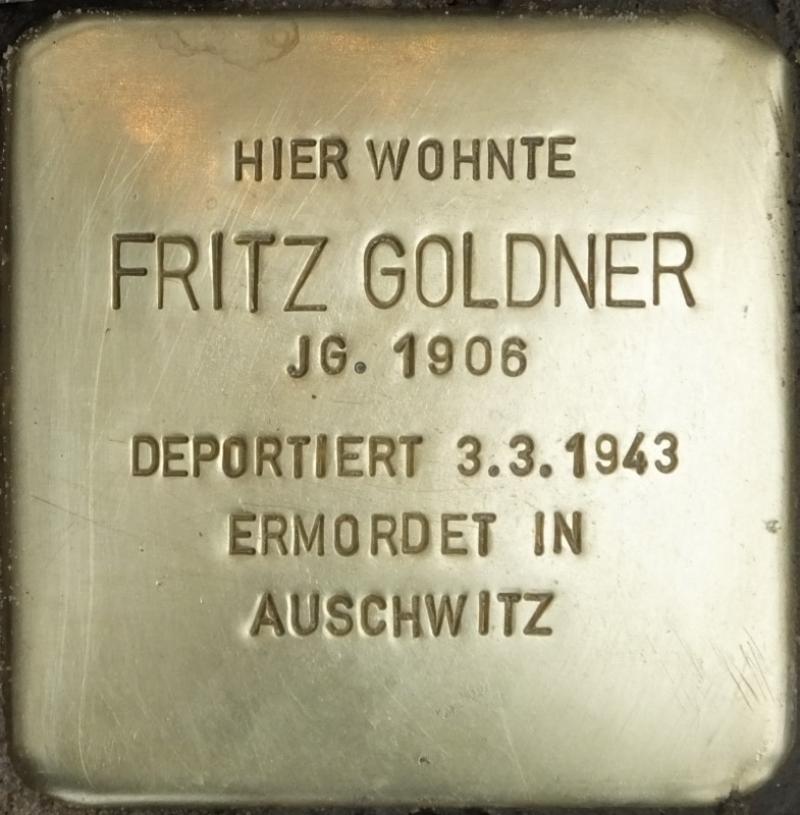 HIER WOHNTE
FRITZ GOLDNER
JG. 1906
DEPORTIERT 3.3.1943
ERMORDET IN
AUSCHWITZ